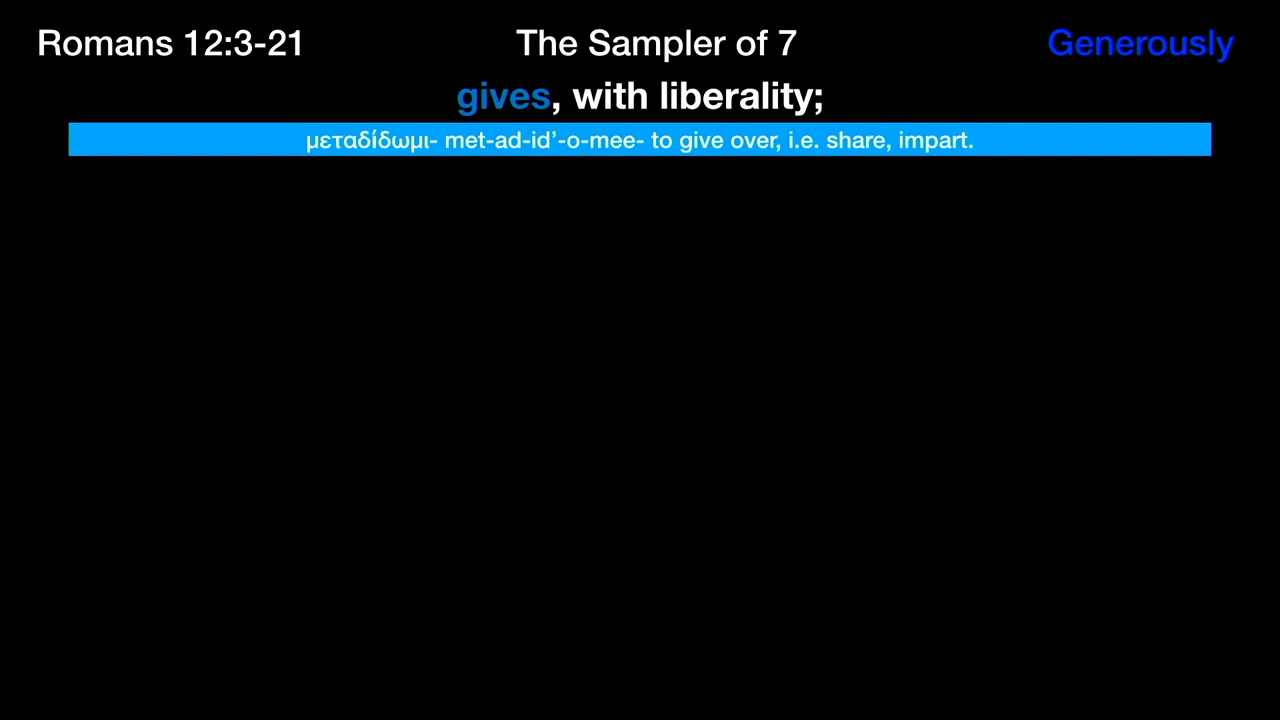 Romans 12:3-21
The Sampler of 7
Generously
gives, with liberality;
μεταδίδωμι- met-ad-id’-o-mee- to give over, i.e. share, impart.